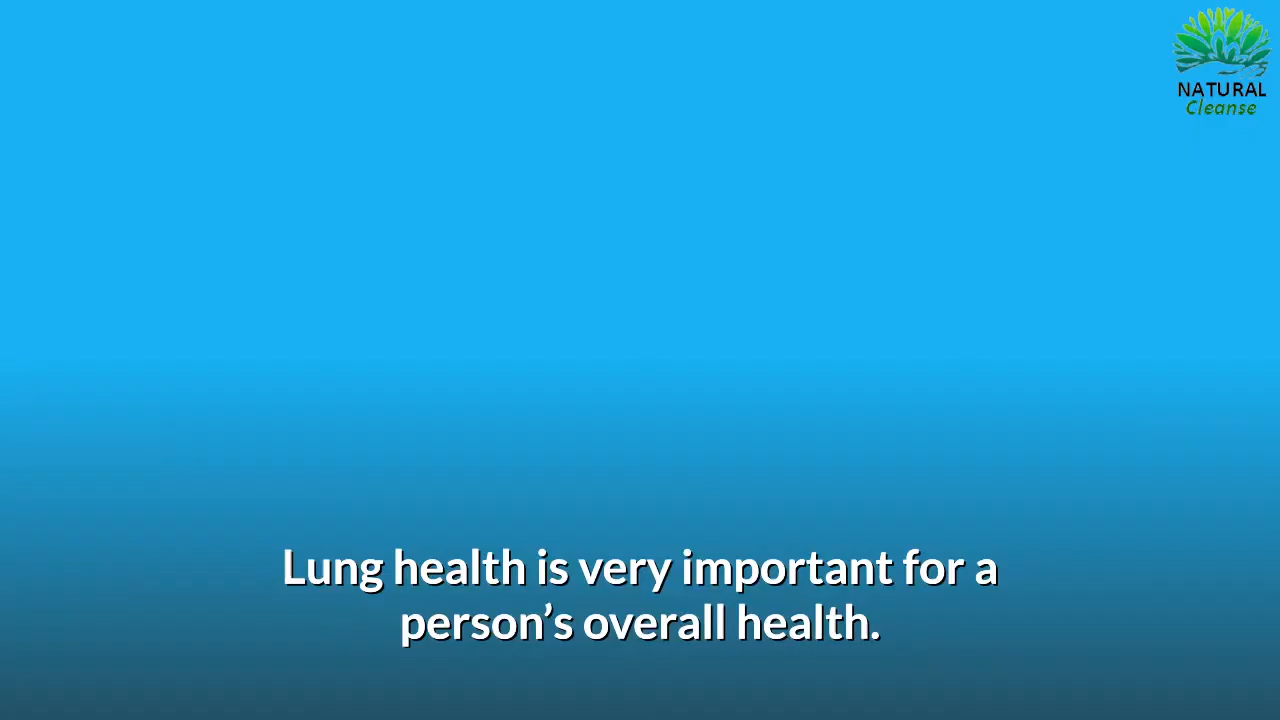 NATURAL
Cleanse
Lung health is very important for a
person’s overall health.